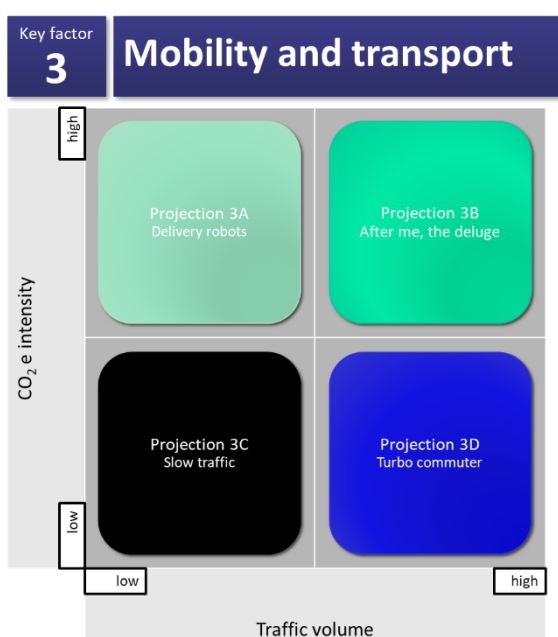 Key factor
3
Mobility and transport
high
Projection 3A
Delivery robots
Projection 3B
After me, the deluge
CO₂ e intensity
Projection 3C
Slow traffic
Projection 3D
Turbo commuter
low
low
high
Traffic volume